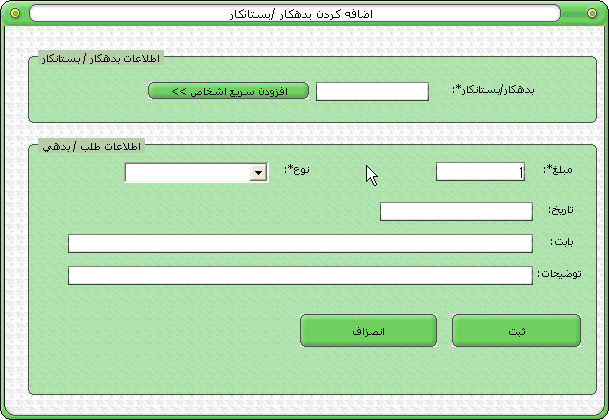 اضافه کردن بدهکار /بستانکار
اطلاعات بدهکار / بستانکار
بدهکار/بستانکار*:
افزودن سریع اشخاص >>
اطلاعات طلب / بدهي
مبلغ*: 1
نوع*:
تاریخ:
بابت:
توضیحات:
ثبت
انصراف